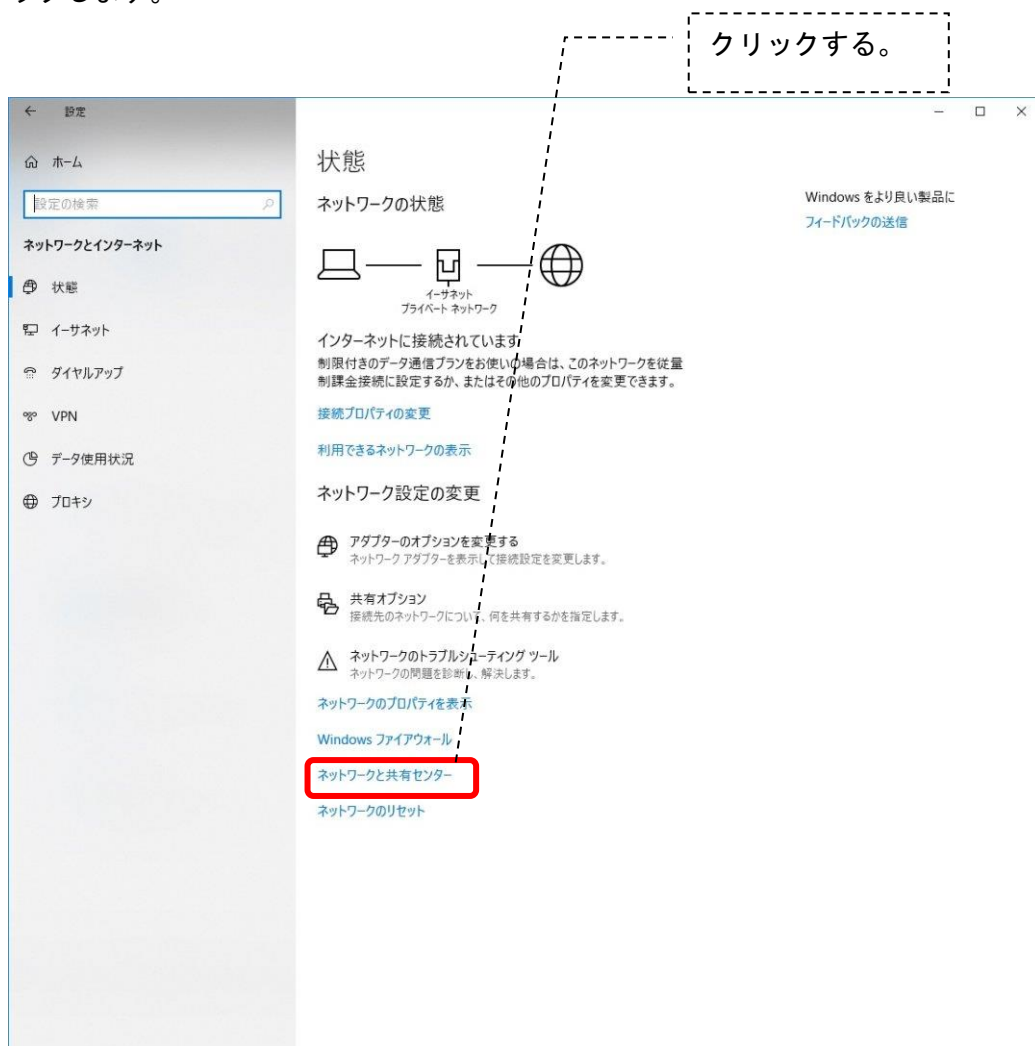 クリックする。
設定
ホーム
設定の検索
ネットワークとインターネット
状態
イーサネット
ダイヤルアップ
VPN
データ使用状況
プロキシ
状態
ネットワークの状態
イーサネット
プライベート ネットワーク
インターネットに接続されています
制限付きのデータ通信プランをお使いの場合は、このネットワークを従量
制課金接続に設定するか、またはその他のプロパティを変更できます。
接続プロパティの変更
利用できるネットワークの表示
ネットワーク設定の変更
アダプターのオプションを変更する
ネットワーク アダプターを表示して接続設定を変更します。
共有オプション
接続先のネットワークについて、何を共有するかを指定します。
ネットワークのトラブルシューティング ツール
ネットワークの問題を診断し、解決します。
ネットワークのプロパティを表示
Windows ファイアウォール
ネットワークと共有センター
ネットワークのリセット
Windows をより良い製品に
フィードバックの送信